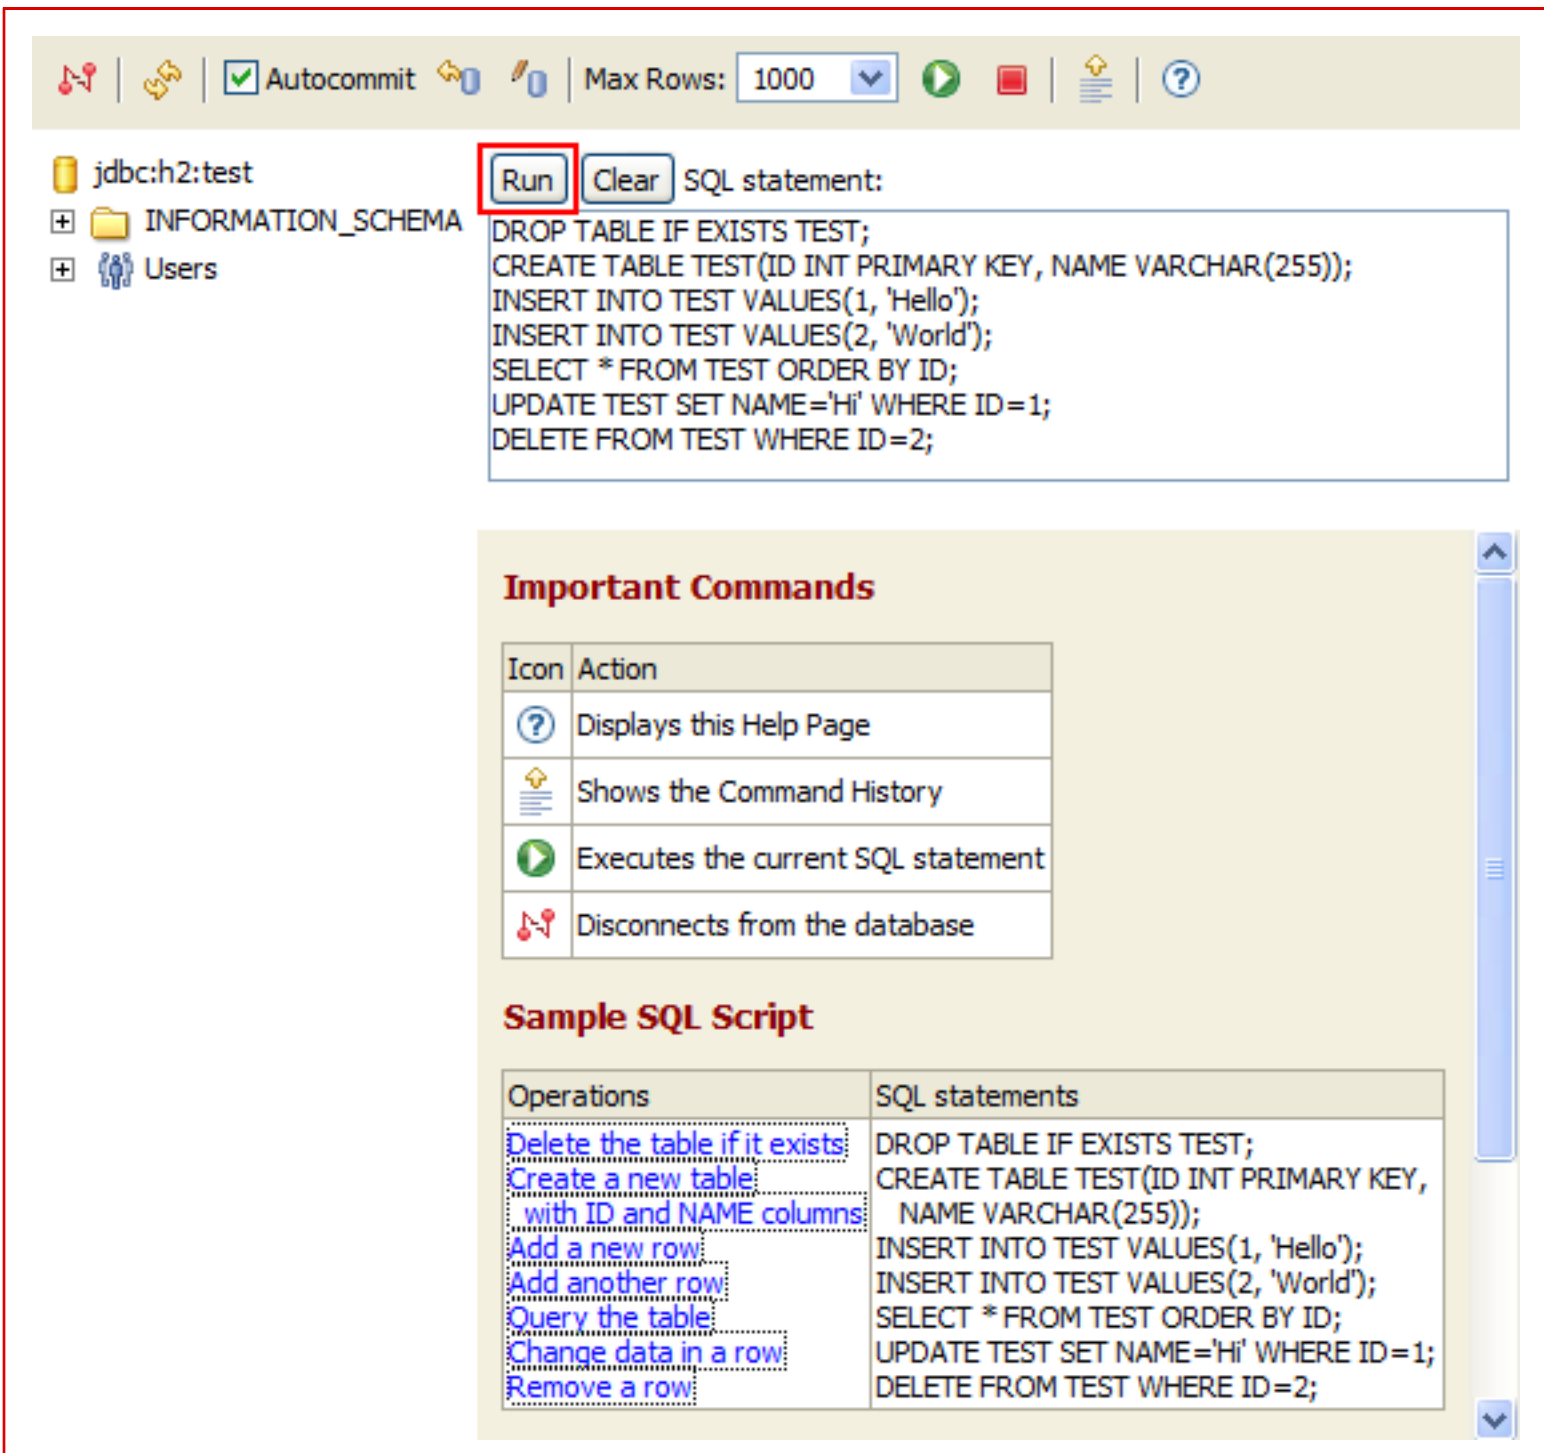 Autocommit Max Rows: 1000
jdbc:h2:test
INFORMATION_SCHEMA
Users
Run Clear SQL statement:
DROP TABLE IF EXISTS TEST;
CREATE TABLE TEST(ID INT PRIMARY KEY, NAME VARCHAR(255));
INSERT INTO TEST VALUES(1, 'Hello');
INSERT INTO TEST VALUES(2, 'World');
SELECT * FROM TEST ORDER BY ID;
UPDATE TEST SET NAME='Hi' WHERE ID=1;
DELETE FROM TEST WHERE ID=2;
Important Commands
Icon Action
Displays this Help Page
Shows the Command History
Executes the current SQL statement
Disconnects from the database
Sample SQL Script
Operations SQL statements
Delete the table if it exists DROP TABLE IF EXISTS TEST;
Create a new table CREATE TABLE TEST(ID INT PRIMARY KEY,
with ID and NAME columns NAME VARCHAR(255));
Add a new row INSERT INTO TEST VALUES(1, 'Hello');
Add another row INSERT INTO TEST VALUES(2, 'World');
Query the table SELECT * FROM TEST ORDER BY ID;
Change data in a row UPDATE TEST SET NAME='Hi' WHERE ID=1;
Remove a row DELETE FROM TEST WHERE ID=2;